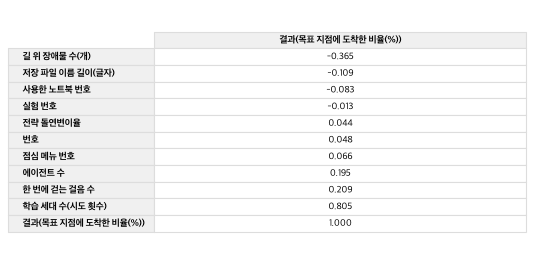 결과(목표 지점에 도착한 비율(%))
길 위 장애물 수(개) -0.365
저장 파일 이름 길이(글자) -0.109
사용한 노트북 번호 -0.083
실험 번호 -0.013
전략 돌연변이율 0.044
번호 0.048
점심 메뉴 번호 0.066
에이전트 수 0.195
한 번에 걷는 걸음 수 0.209
학습 세대 수(시도 횟수) 0.805
결과(목표 지점에 도착한 비율(%)) 1.000